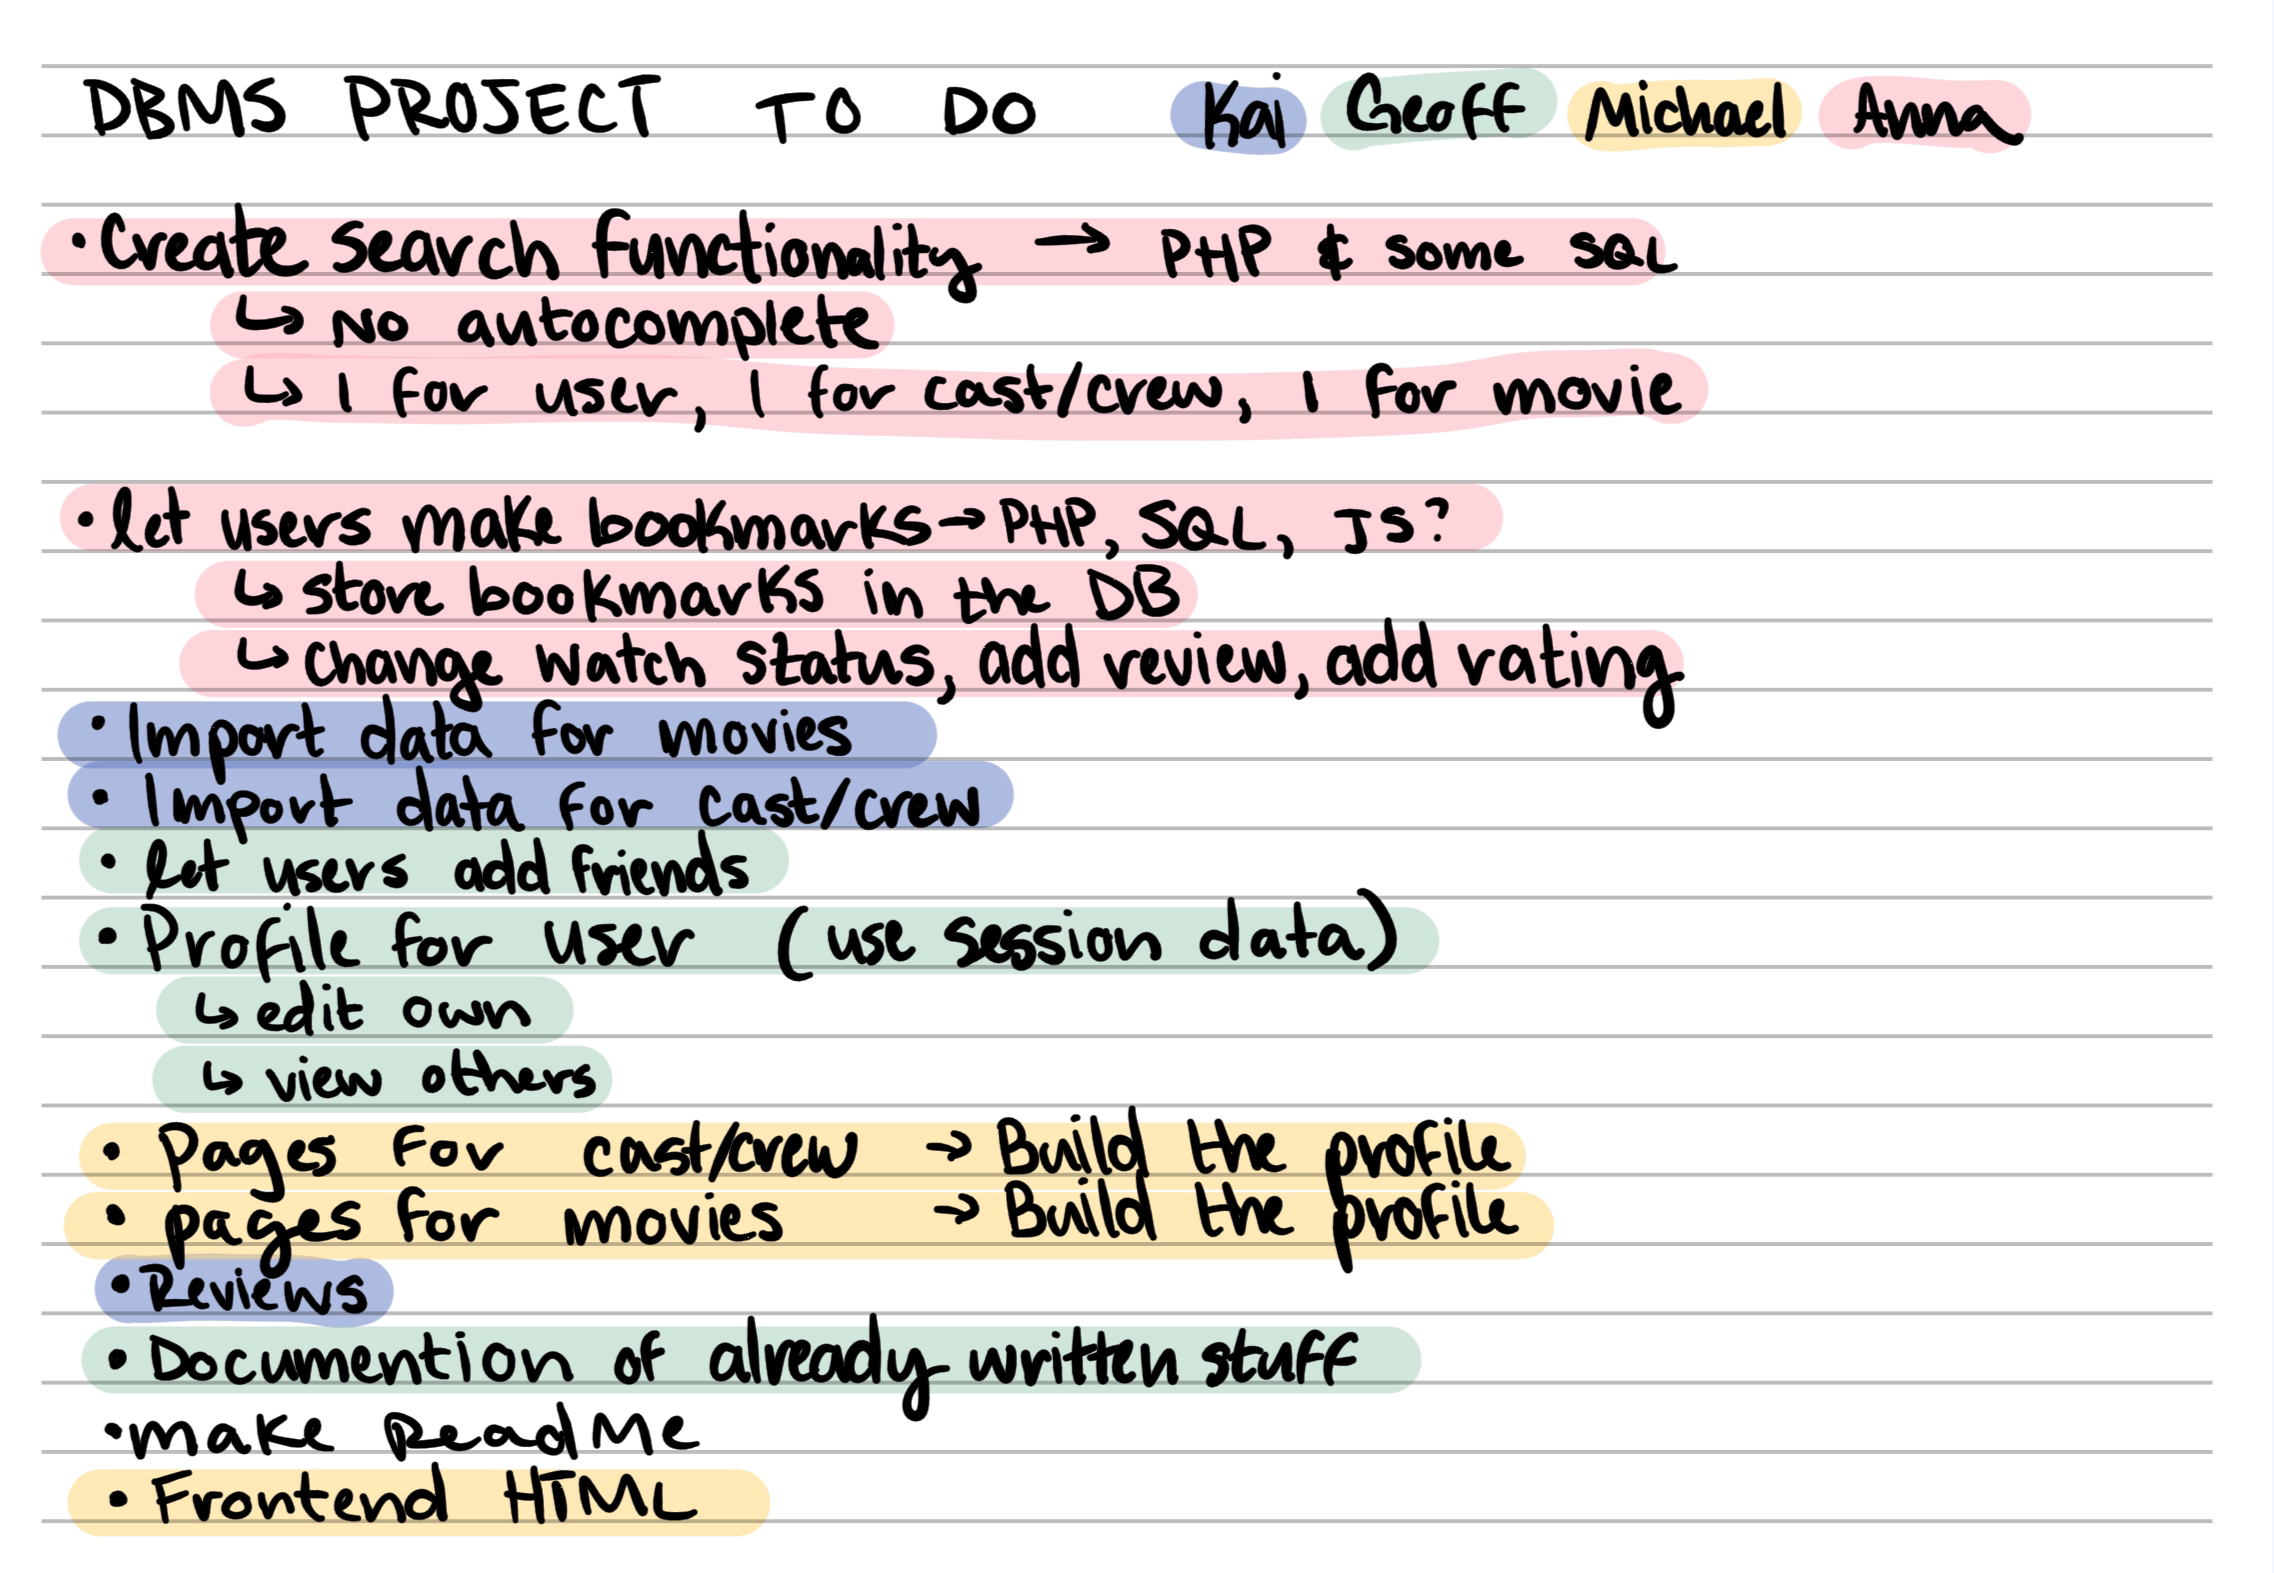 DBMS PROJECT TO DO Kai Geoff Michael Anna
• Create search functionality → PHP & some SQL
↳ No autocomplete
↳ 1 for user, 1 for cast/crew, 1 for movie
• let users make bookmarks → PHP, SQL, JS?
↳ store bookmarks in the DB
↳ change watch status, add review, add rating
• Import data for movies
• Import data for cast/crew
• let users add friends
• Profile for user (use session data)
↳ edit own
↳ view others
• Pages for cast/crew → Build the profile
• pages for movies → Build the profile
• Reviews
• Documention of already written stuff
• make ReadMe
• Frontend HTML